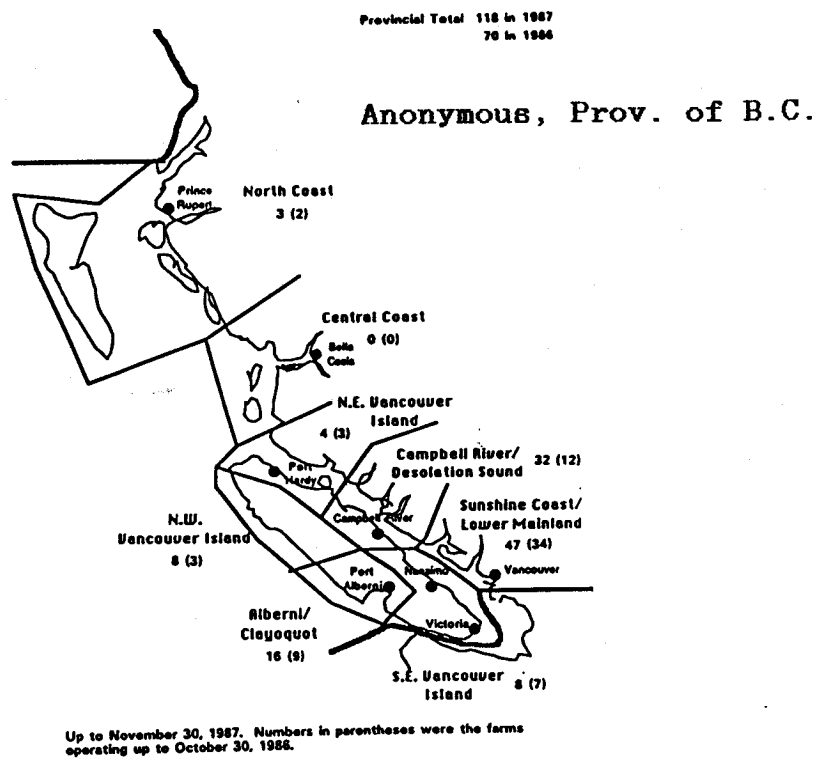 Provincial Total 118 in 1987
70 in 1986
Anonymous, Prov. of B.C.
Prince
Rupert
North Coast
3 (2)
Central Coast
0 (0)
Bella
Coola
N.E. Vancouver
Island
4 (3)
Campbell River/
Desolation Sound
32 (12)
Port
Hardy
Sunshine Coast/
Lower Mainland
47 (34)
N.W.
Vancouver Island
8 (3)
Campbell River
Vancouver
Port
Alberni
Nanaimo
Alberni/
Clayoquot
16 (9)
Victoria
S.E. Vancouver
Island
8 (7)
Up to November 30, 1987. Numbers in parentheses were the farms
operating up to October 30, 1986.